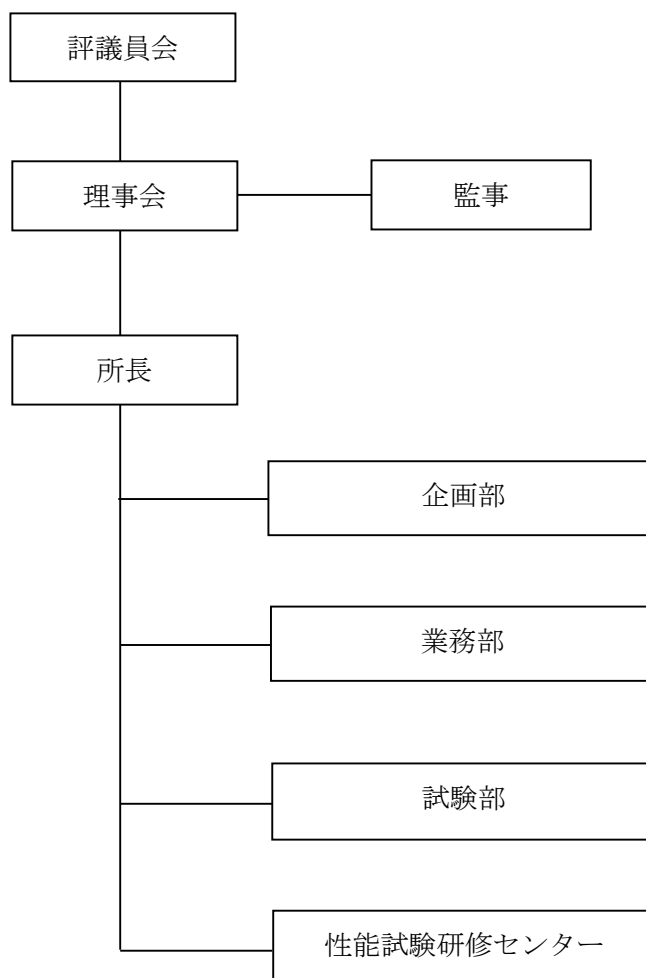 評議員会
理事会
監事
所長
企画部
業務部
試験部
性能試験研修センター